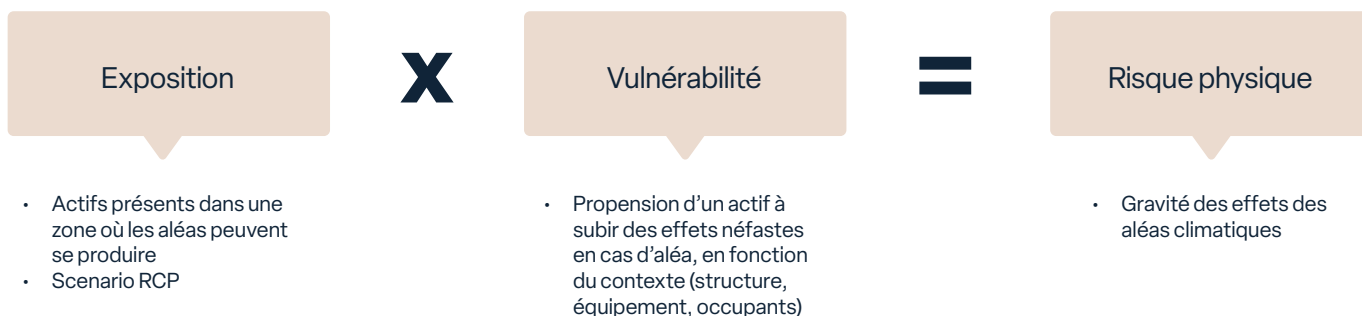 Exposition
x
Vulnérabilité
=
Risque physique
• Actifs présents dans une
zone où les aléas peuvent
se produire
• Scenario RCP
• Propension d’un actif à
subir des effets néfastes
en cas d’aléa, en fonction
du contexte (structure,
équipement, occupants)
• Gravité des effets des
aléas climatiques